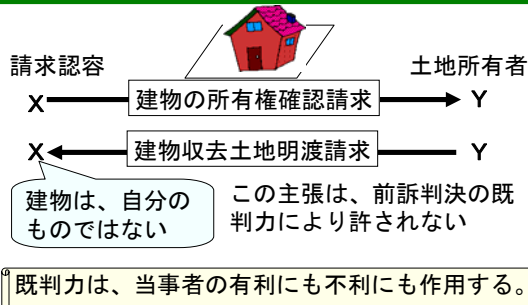 請求認容
土地所有者
X 建物の所有権確認請求 Y
X 建物収去土地明渡請求 Y
建物は、自分の
ものではない
この主張は、前訴判決の既
判力により許されない
既判力は、当事者の有利にも不利にも作用する。